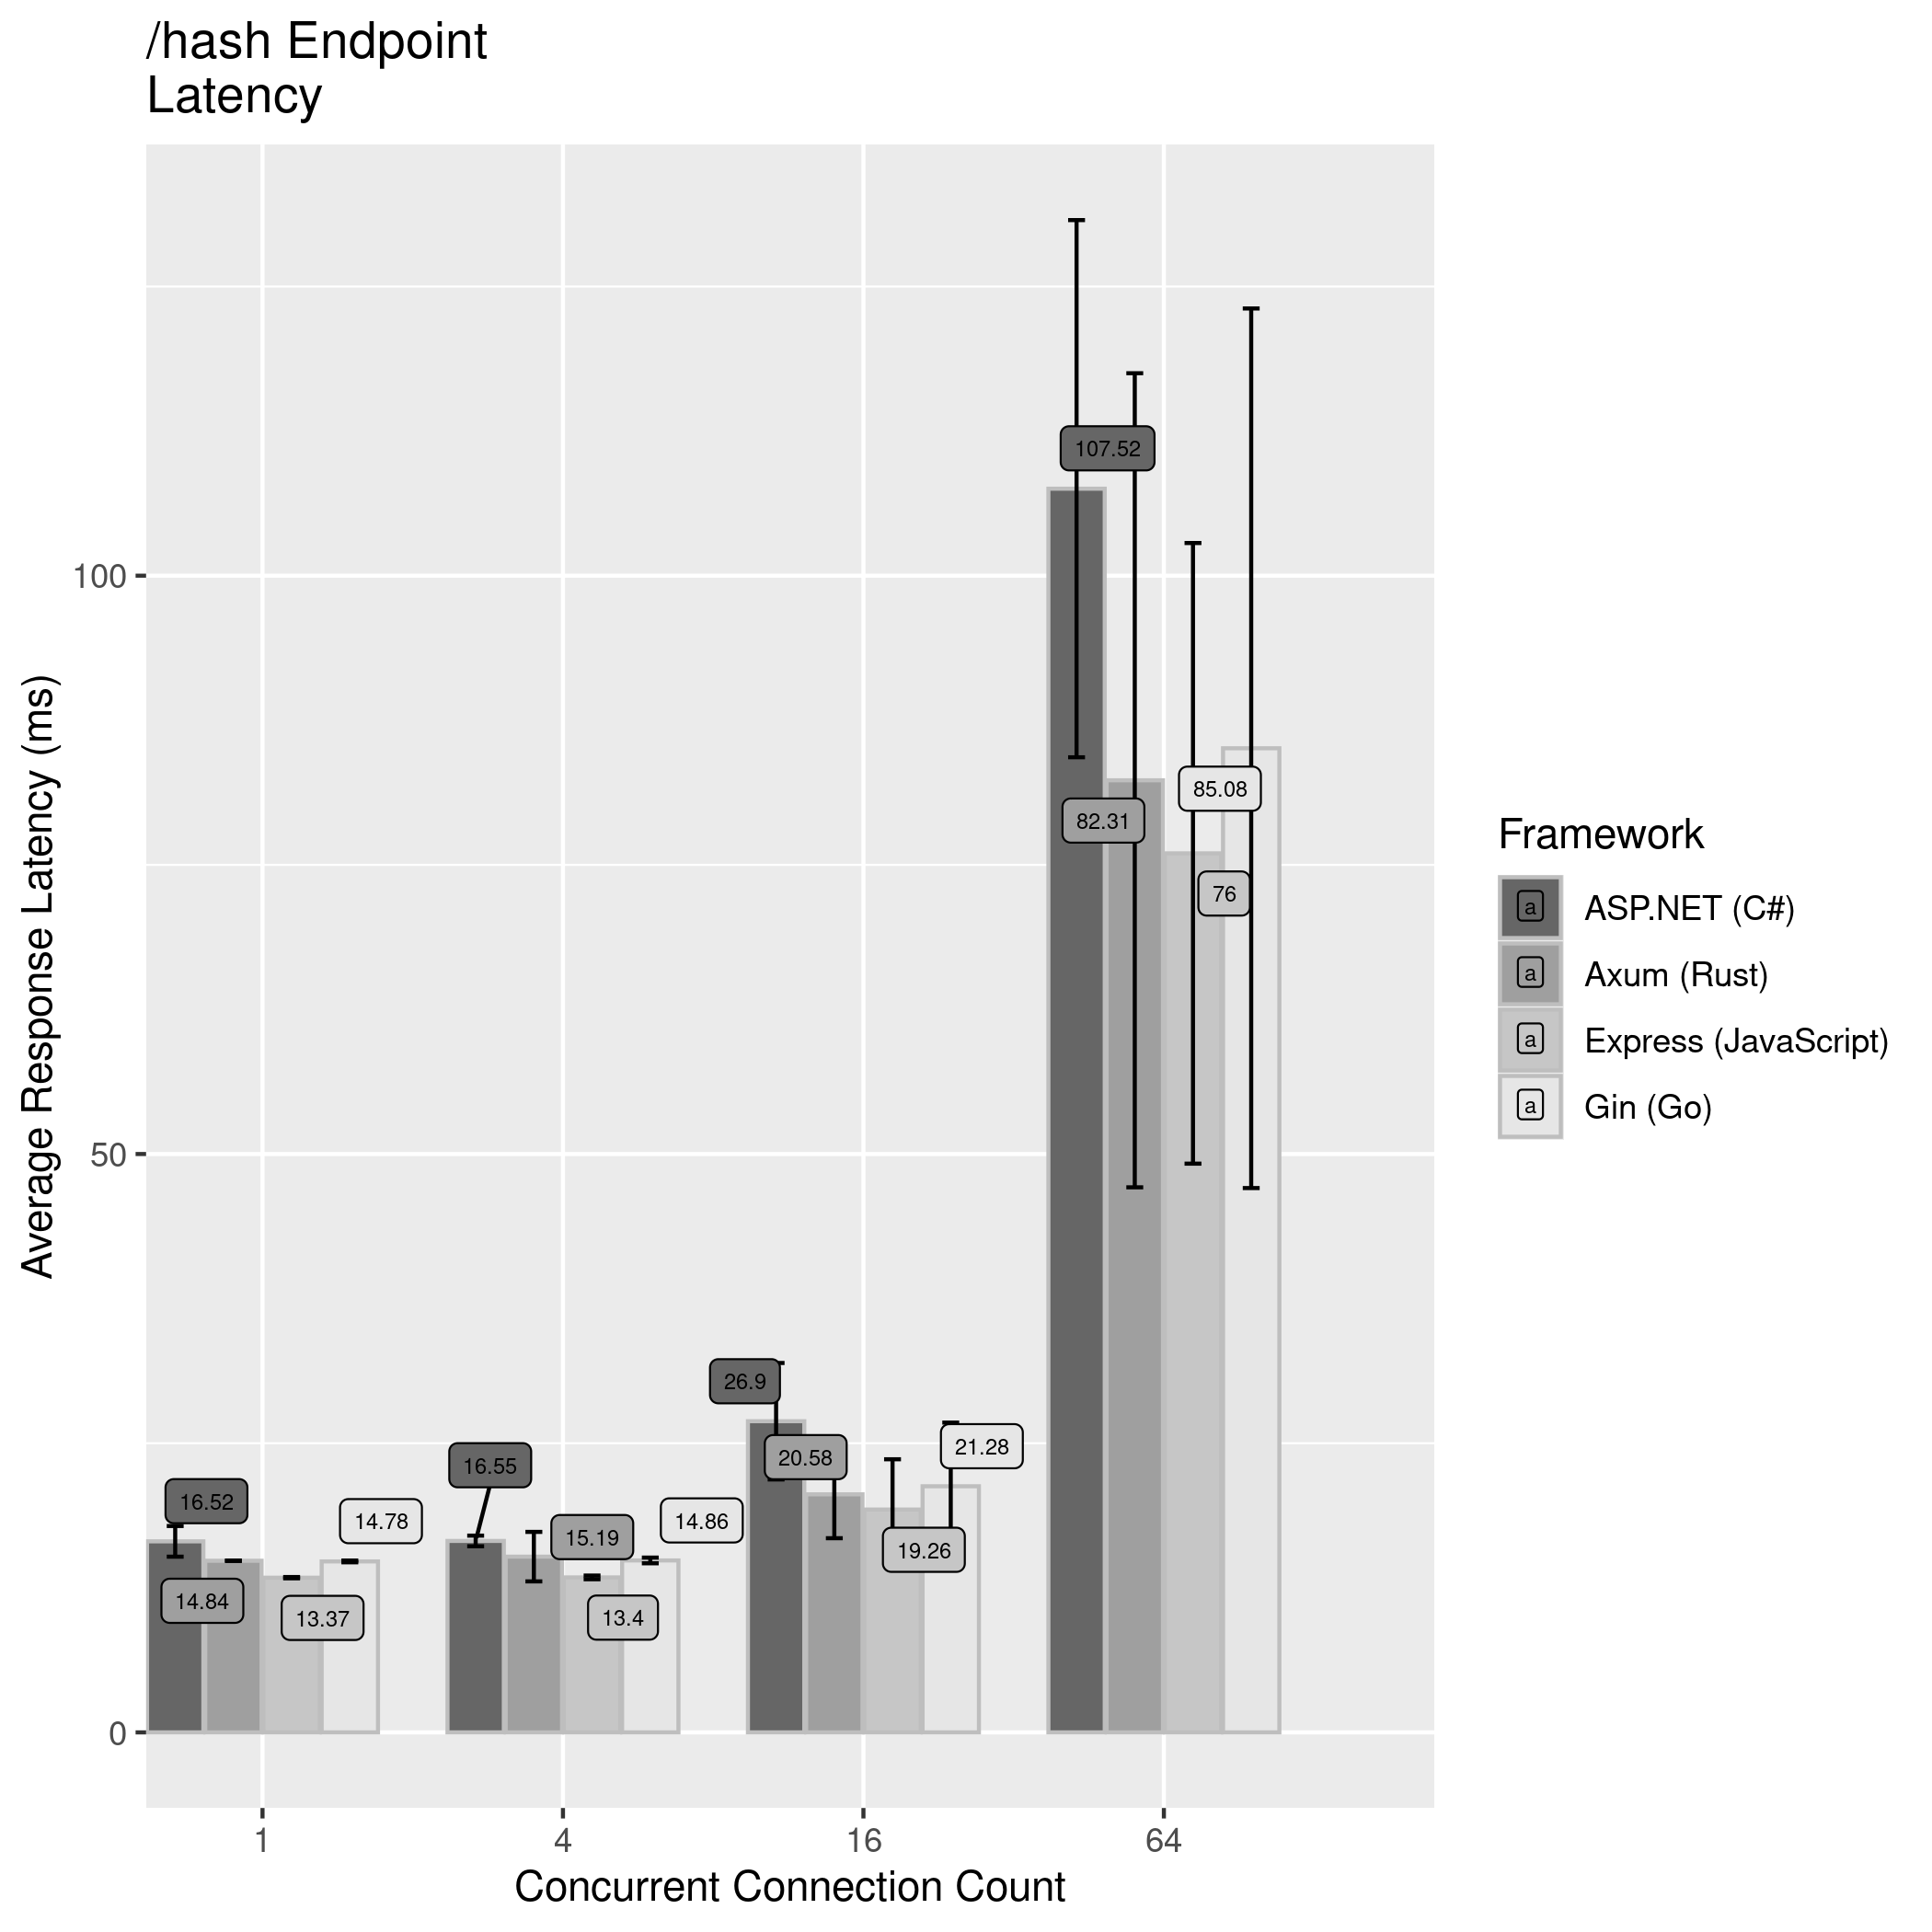 /hash Endpoint
Latency
Average Response Latency (ms)
100
50
0
16.52
14.84
13.37
14.78
16.55
15.19
13.4
14.86
26.9
20.58
19.26
21.28
107.52
82.31
76
85.08
1
4
16
64
Concurrent Connection Count
Framework
a ASP.NET (C#)
a Axum (Rust)
a Express (JavaScript)
a Gin (Go)